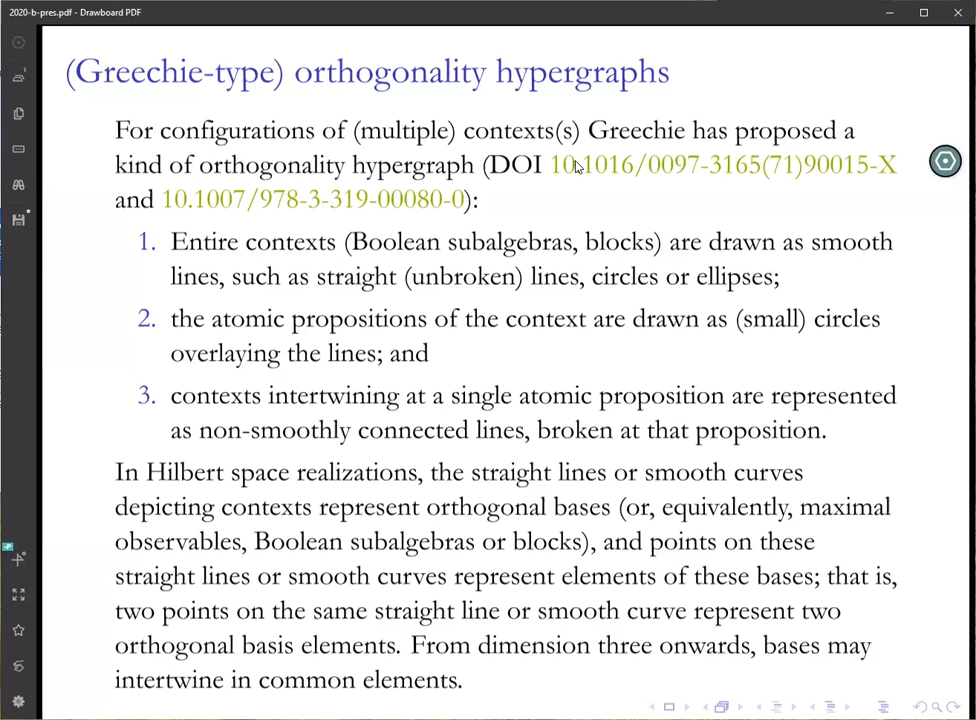 2020-b-pres.pdf - Drawboard PDF
(Greechie-type) orthogonality hypergraphs
For configurations of (multiple) contexts(s) Greechie has proposed a
kind of orthogonality hypergraph (DOI 10.1016/0097-3165(71)90015-X
and 10.1007/978-3-319-00080-0):
1. Entire contexts (Boolean subalgebras, blocks) are drawn as smooth
lines, such as straight (unbroken) lines, circles or ellipses;
2. the atomic propositions of the context are drawn as (small) circles
overlaying the lines; and
3. contexts intertwining at a single atomic proposition are represented
as non-smoothly connected lines, broken at that proposition.
In Hilbert space realizations, the straight lines or smooth curves
depicting contexts represent orthogonal bases (or, equivalently, maximal
observables, Boolean subalgebras or blocks), and points on these
straight lines or smooth curves represent elements of these bases; that is,
two points on the same straight line or smooth curve represent two
orthogonal basis elements. From dimension three onwards, bases may
intertwine in common elements.